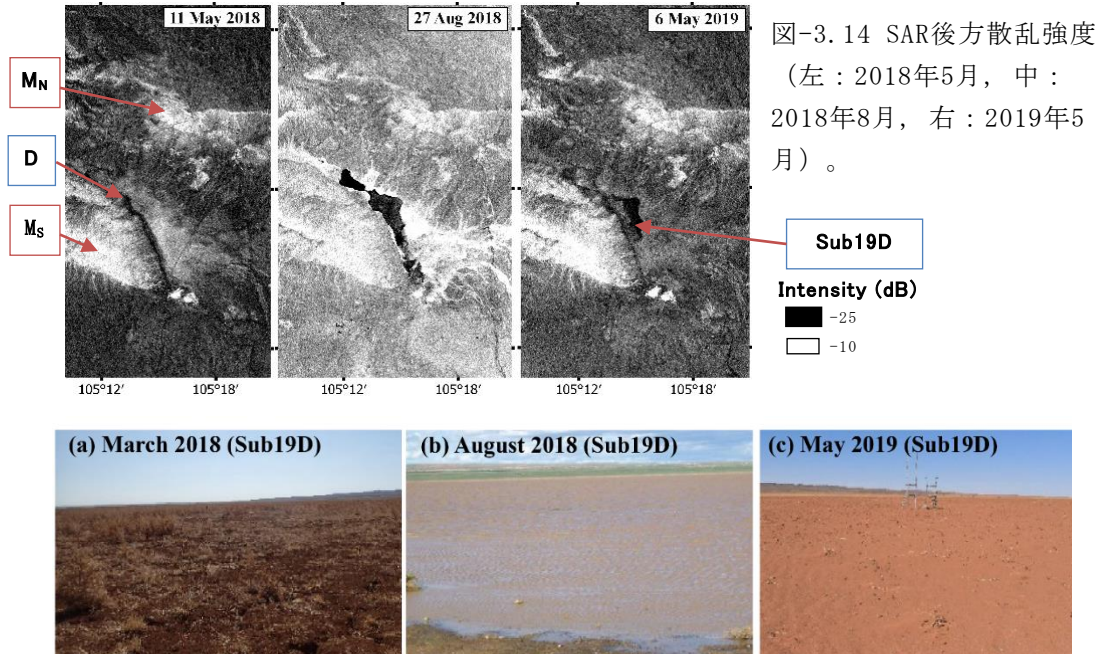 11 May 2018
27 Aug 2018
6 May 2019
図-3.14 SAR後方散乱強度
（左：2018年5月, 中：
2018年8月, 右：2019年5
月）。
M_N
D
M_S
Sub19D
Intensity (dB)
-25
-10
105°12′
105°18′
105°12′
105°18′
105°12′
105°18′
(a) March 2018 (Sub19D)
(b) August 2018 (Sub19D)
(c) May 2019 (Sub19D)